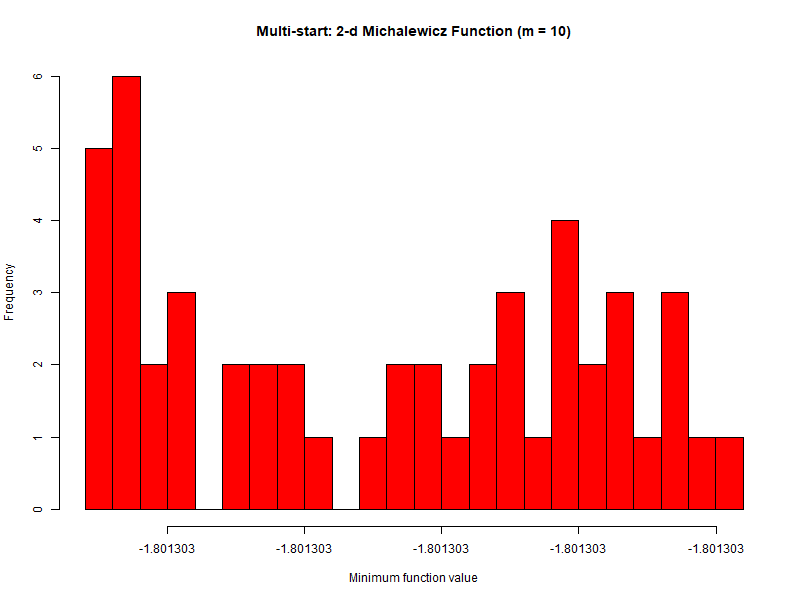 Multi-start: 2-d Michalewicz Function (m = 10)
6
5
4
3
2
1
0
Frequency
-1.801303 -1.801303 -1.801303 -1.801303 -1.801303
Minimum function value